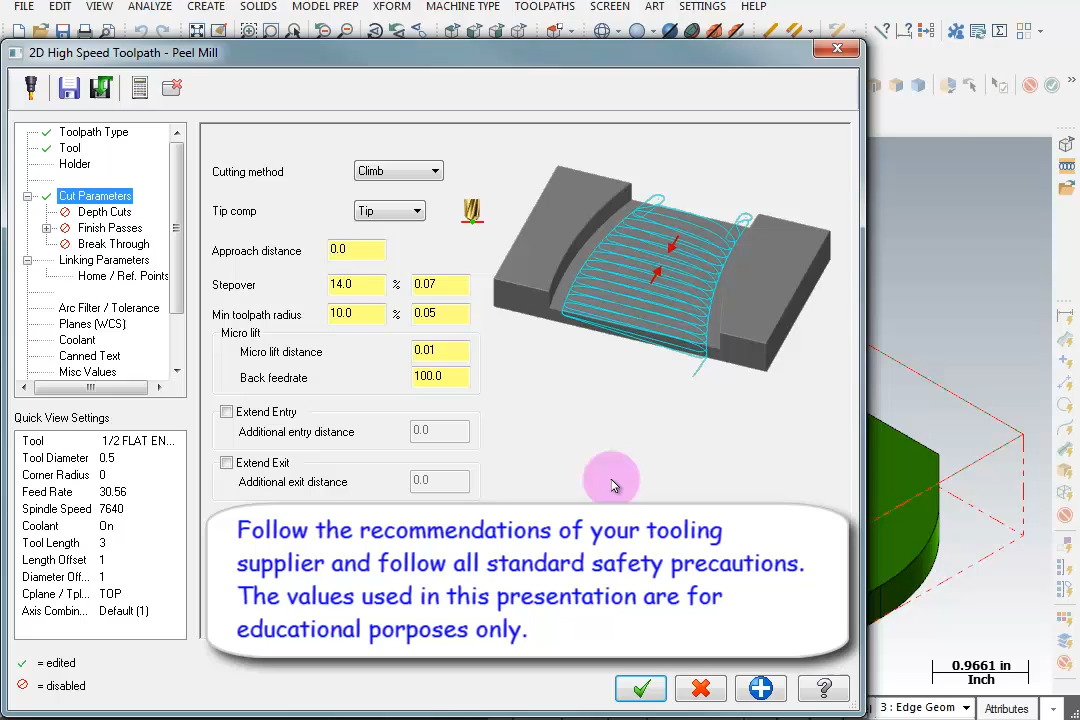 FILE EDIT VIEW ANALYZE CREATE SOLIDS MODEL PREP XFORM MACHINE TYPE TOOLPATHS SCREEN ART SETTINGS HELP
2D High Speed Toolpath - Peel Mill
Toolpath Type
Tool
Holder
Cut Parameters
Depth Cuts
Finish Passes
Break Through
Linking Parameters
Home / Ref. Points
Arc Filter / Tolerance
Planes (WCS)
Coolant
Canned Text
Misc Values
Quick View Settings
Tool 1/2 FLAT EN...
Tool Diameter 0.5
Corner Radius 0
Feed Rate 30.56
Spindle Speed 7640
Coolant On
Tool Length 3
Length Offset 1
Diameter Off... 1
Cplane / Tpl... TOP
Axis Combin... Default (1)
= edited
= disabled
Cutting method Climb
Tip comp Tip
Approach distance 0.0
Stepover 14.0 % 0.07
Min toolpath radius 10.0 % 0.05
Micro lift
Micro lift distance 0.01
Back feedrate 100.0
Extend Entry
Additional entry distance 0.0
Extend Exit
Additional exit distance 0.0
Follow the recommendations of your tooling
supplier and follow all standard safety precautions.
The values used in this presentation are for
educational porposes only.
0.9661 in
Inch
3 : Edge Geom Attributes